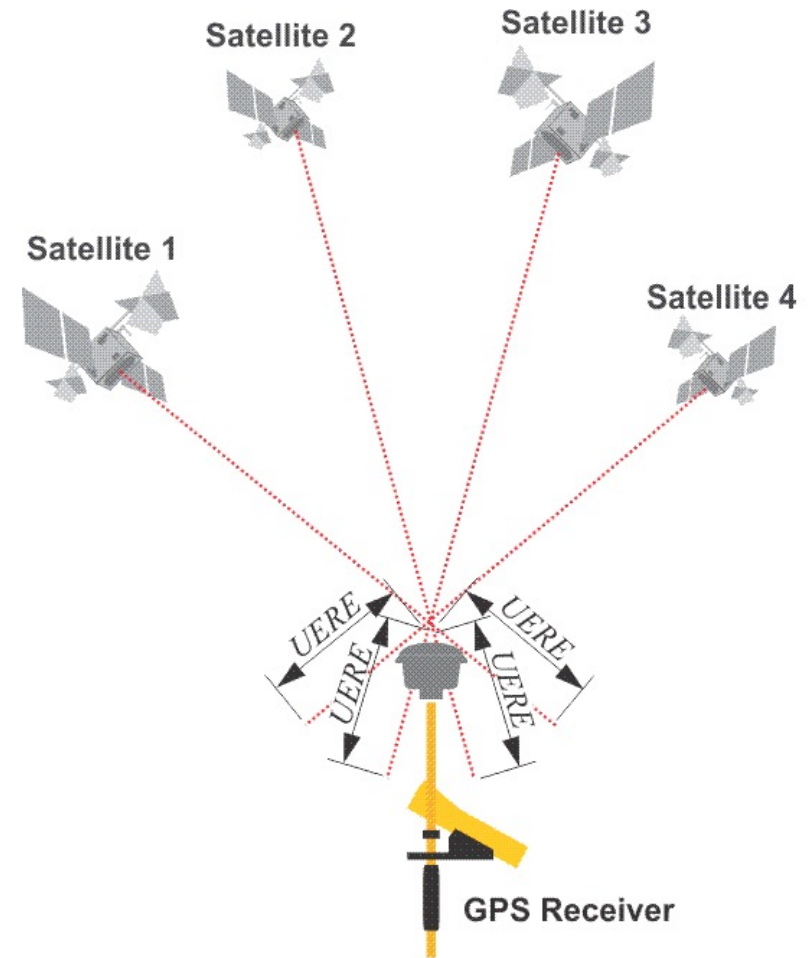 Satellite 2
Satellite 3
Satellite 1
Satellite 4
UERE
UERE
UERE
UERE
GPS Receiver